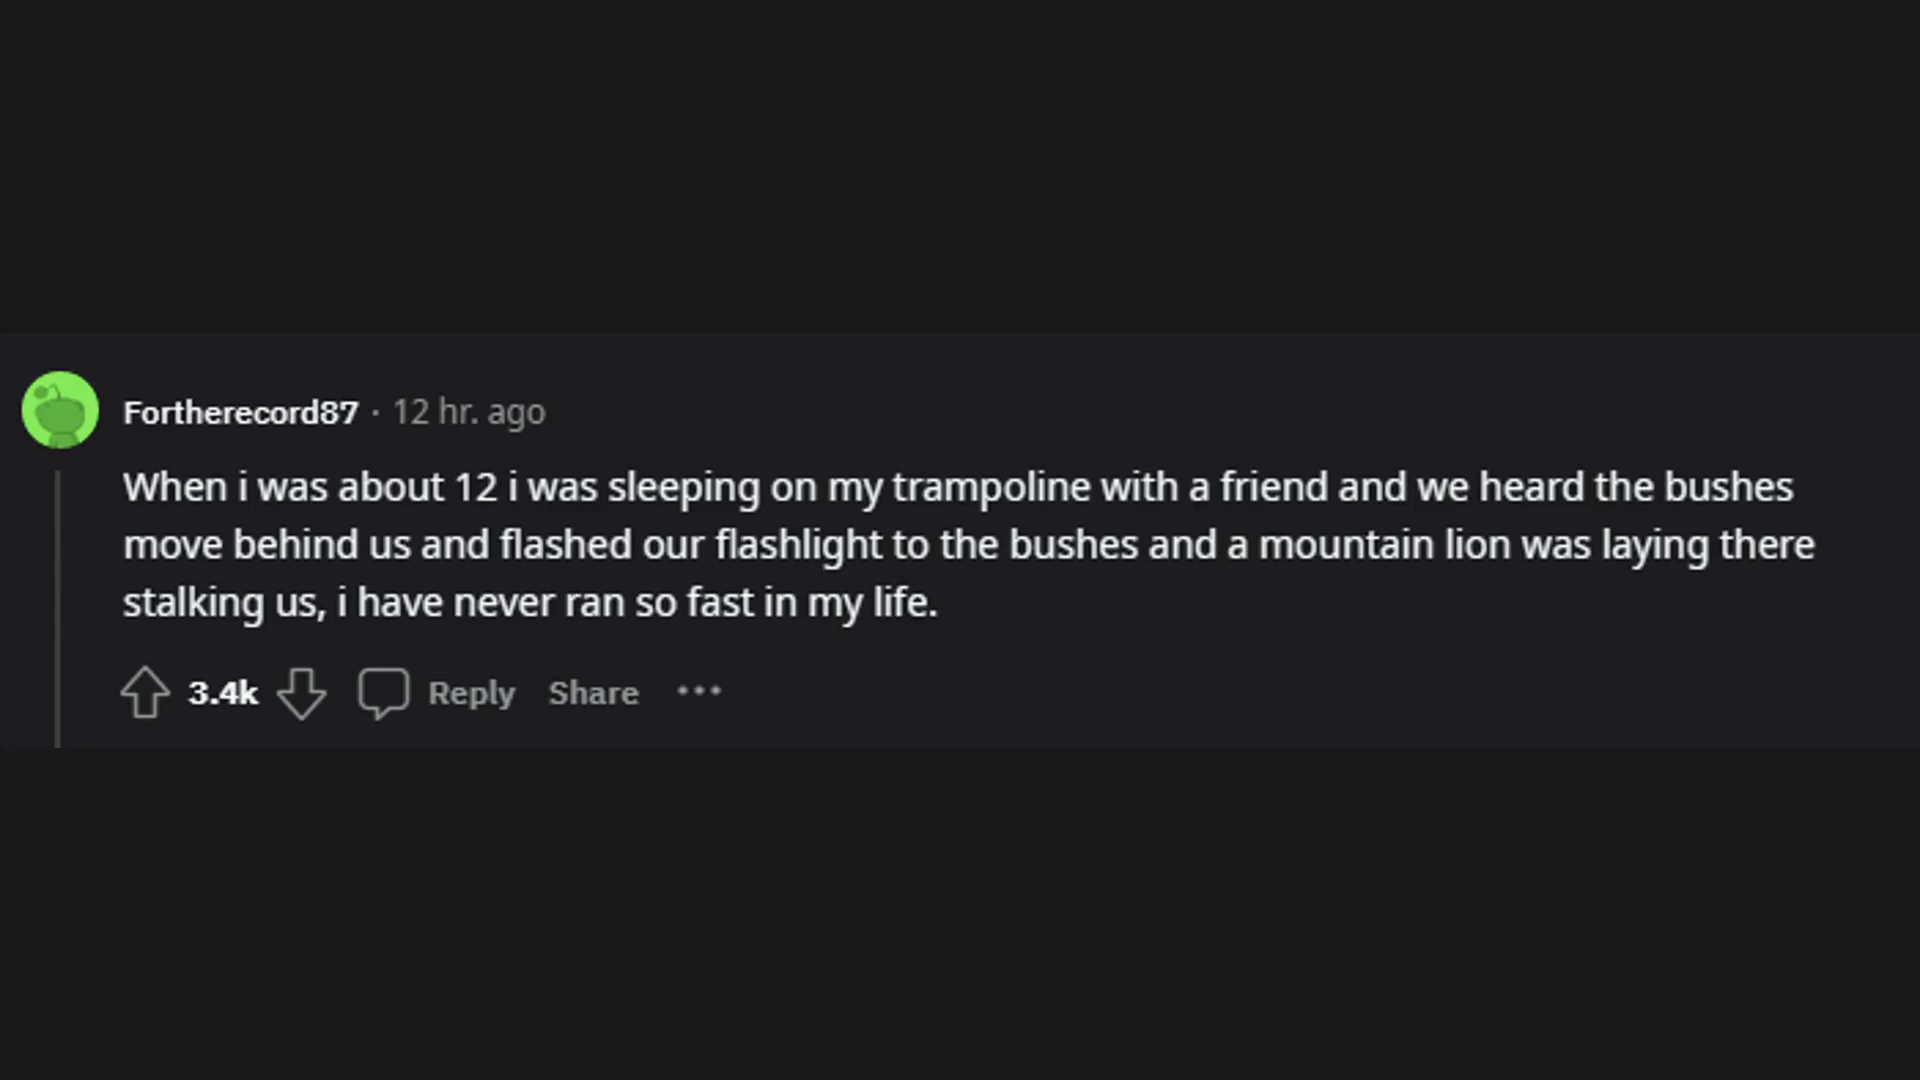 Fortherecord87 · 12 hr. ago
When i was about 12 i was sleeping on my trampoline with a friend and we heard the bushes
move behind us and flashed our flashlight to the bushes and a mountain lion was laying there
stalking us, i have never ran so fast in my life.
3.4k Reply Share ···